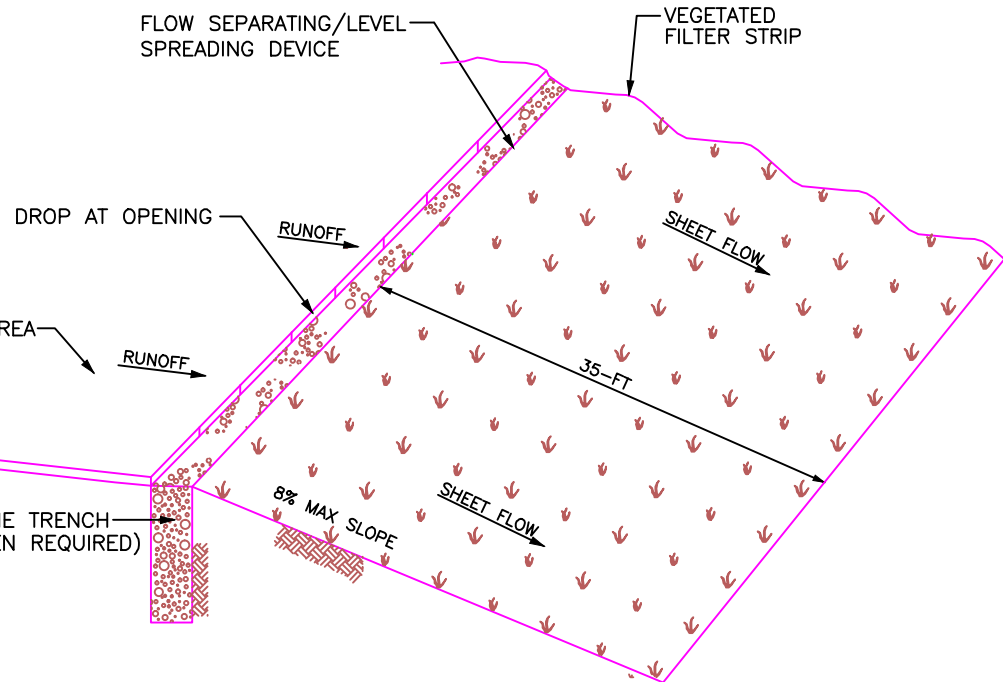 FLOW SEPARATING/LEVEL
SPREADING DEVICE
VEGETATED
FILTER STRIP
DROP AT OPENING
RUNOFF
SHEET FLOW
RUNOFF
35-FT
8% MAX SLOPE
SHEET FLOW
TRENCH
REQUIRED)